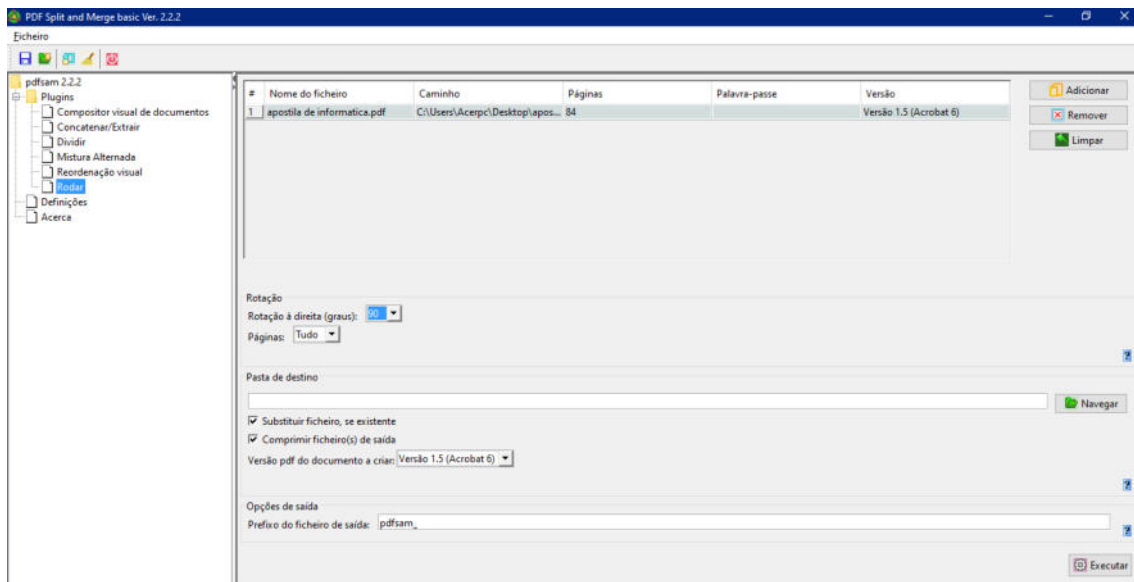 PDF Split and Merge basic Ver. 2.2.2
Ficheiro
pdfsam 2.2.2
Plugins
Compositor visual de documentos
Concatenar/Extrair
Dividir
Mistura Alternada
Reordenação visual
Rodar
Definições
Acerca
# Nome do ficheiro Caminho Páginas Palavra-passe Versão
1 apostila de informatica.pdf C:\Users\Acerpc\Desktop\apos... 84 Versão 1.5 (Acrobat 6)
Adicionar
Remover
Limpar
Rotação
Rotação à direita (graus): 90
Páginas: Tudo
Pasta de destino
Navegar
Substituir ficheiro, se existente
Comprimir ficheiro(s) de saída
Versão pdf do documento a criar: Versão 1.5 (Acrobat 6)
Opções de saída
Prefixo do ficheiro de saída: pdfsam_
Executar